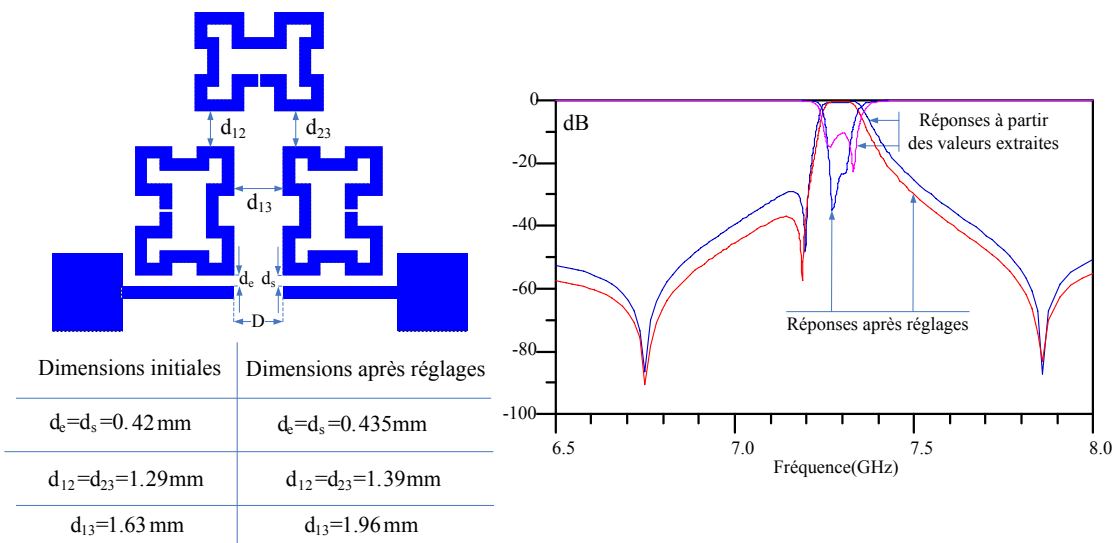 d12
d23
d13
de
ds
D
Dimensions initiales
Dimensions après réglages
de=ds=0.42mm
de=ds=0.435mm
d12=d23=1.29mm
d12=d23=1.39mm
d13=1.63mm
d13=1.96mm
dB
0
-20
-40
-60
-80
-100
Réponses à partir
des valeurs extraites
Réponses après réglages
6.5
7.0
7.5
8.0
Fréquence(GHz)